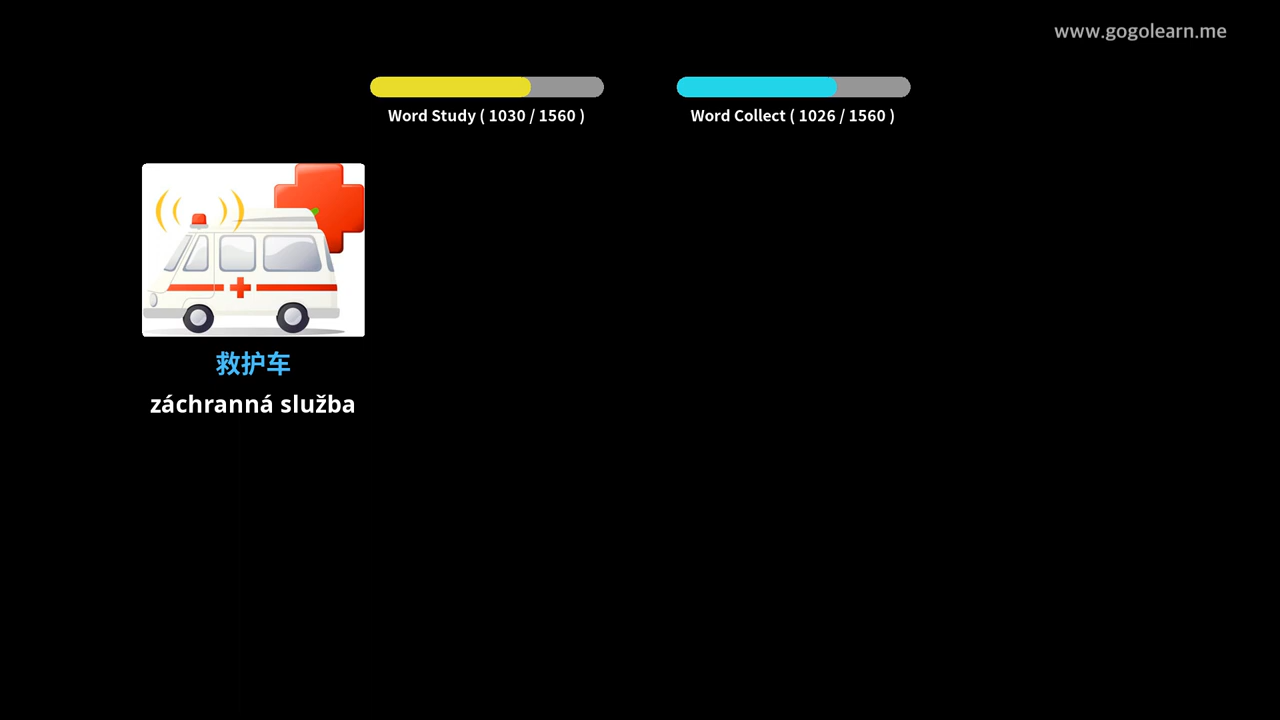 www.gogolearn.me
Word Study ( 1030 / 1560 )
Word Collect ( 1026 / 1560 )
救护车
záchranná služba